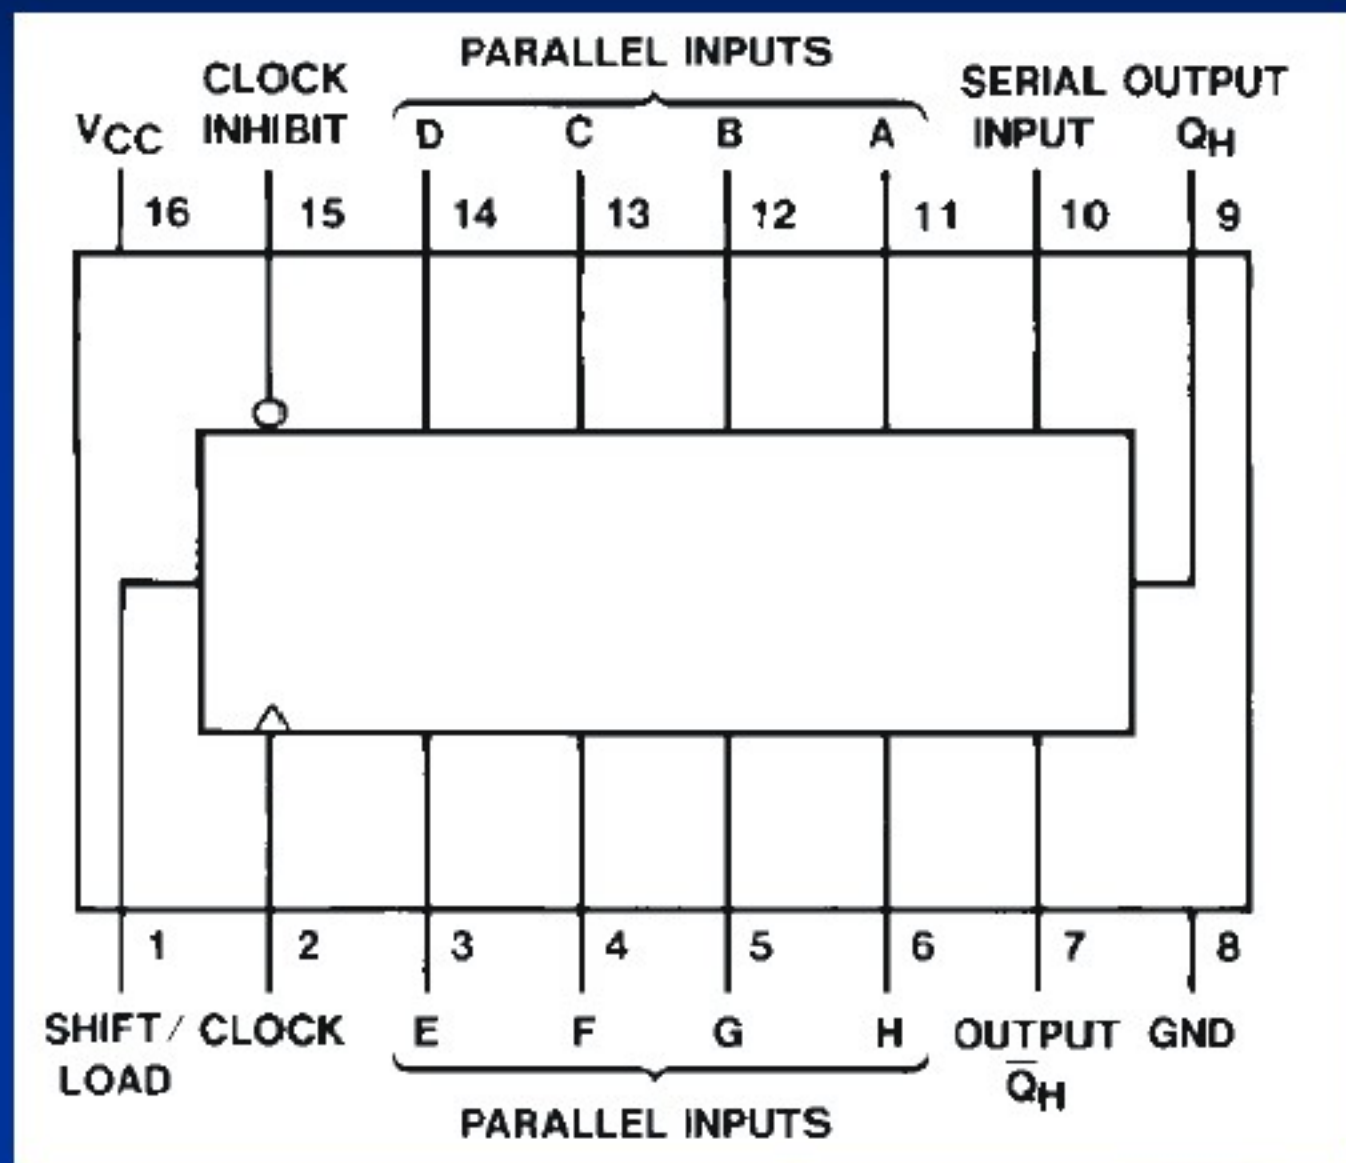 PARALLEL INPUTS
CLOCK INHIBIT
SERIAL INPUT
OUTPUT QH
VCC
D C B A
16 15 14 13 12 11 10 9
1 2 3 4 5 6 7 8
SHIFT/ LOAD
CLOCK
E F G H
OUTPUT Q̅H
GND
PARALLEL INPUTS